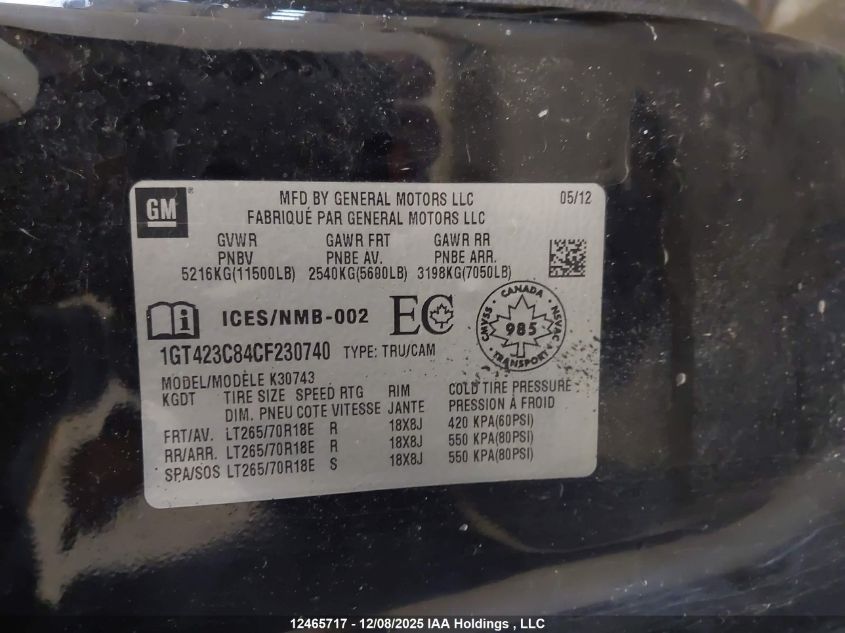 GM
MFD BY GENERAL MOTORS LLC 05/12
FABRIQUÉ PAR GENERAL MOTORS LLC
GVWR GAWR FRT GAWR RR
PNBV PNBE AV. PNBE ARR.
5216KG(11500LB) 2540KG(5600LB) 3198KG(7050LB)
ICES/NMB-002 EC
CANADA
CMVSS 985 NSVAC
TRANSPORT
1GT423C84CF230740 TYPE: TRU/CAM
MODEL/MODÈLE K30743
KGDT TIRE SIZE SPEED RTG RIM COLD TIRE PRESSURE
DIM. PNEU COTE VITESSE JANTE PRESSION À FROID
FRT/AV. LT265/70R18E R 18X8J 420 KPA(60PSI)
RR/ARR. LT265/70R18E R 18X8J 550 KPA(80PSI)
SPA/SOS LT265/70R18E S 18X8J 550 KPA(80PSI)
12465717 - 12/08/2025 IAA Holdings , LLC